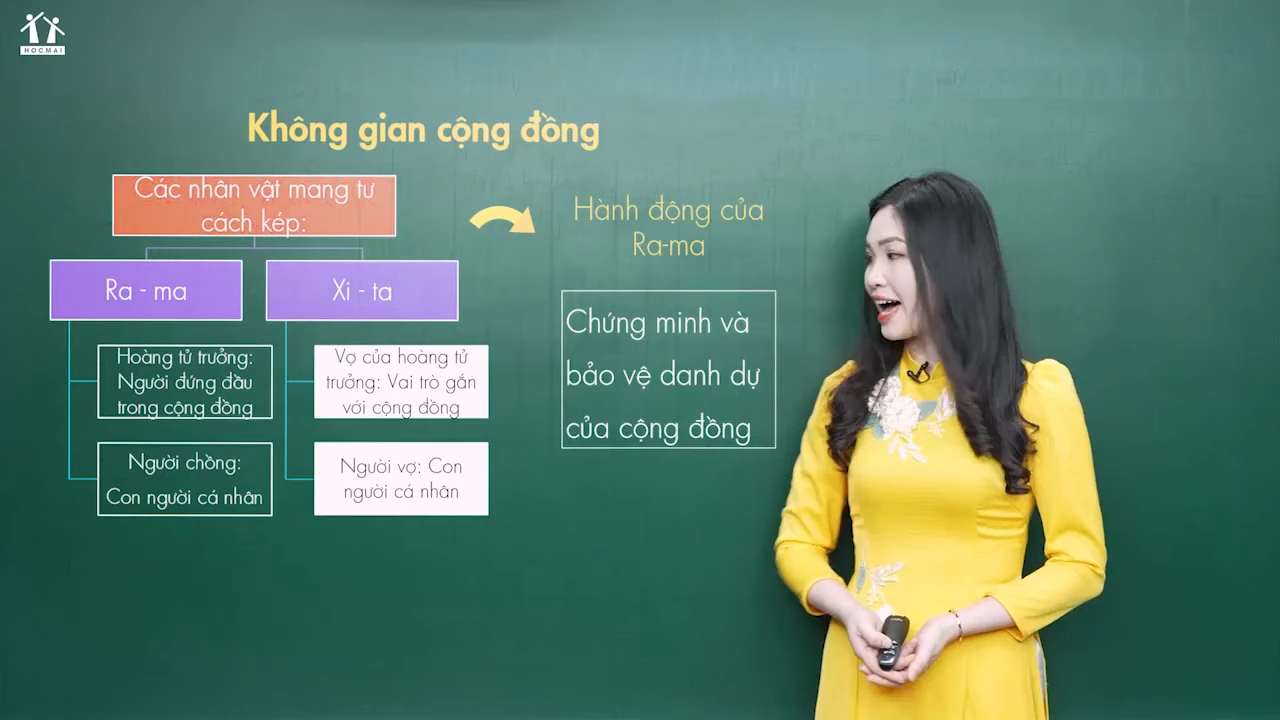 HOCMAI
Không gian cộng đồng
Các nhân vật mang tư
cách kép:
Ra - ma
Xi - ta
Hoàng tử trưởng:
Người đứng đầu
trong cộng đồng
Người chồng:
Con người cá nhân
Vợ của hoàng tử
trưởng: Vai trò gắn
với cộng đồng
Người vợ: Con
người cá nhân
Hành động của
Ra-ma
Chứng minh và
bảo vệ danh dự
của cộng đồng